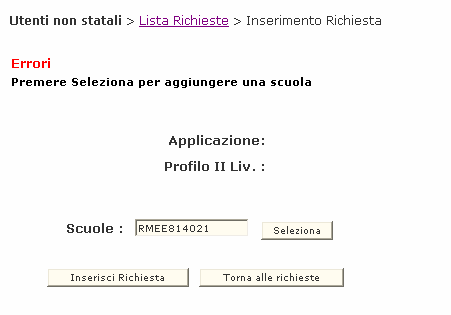 Utenti non statali > Lista Richieste > Inserimento Richiesta
Errori
Premere Seleziona per aggiungere una scuola
Applicazione:
Profilo II Liv. :
Scuole : RMEE814021 Seleziona
Inserisci Richiesta Torna alle richieste